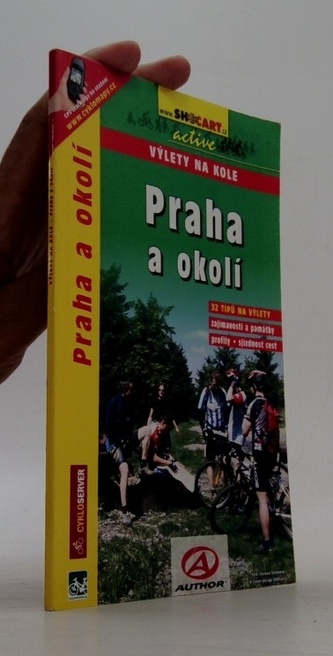 www.SHOCART.cz
active
VÝLETY NA KOLE
Praha
a okolí
32 TIPŮ NA VÝLETY
zajímavosti a památky
profily • sjízdnost cest
AUTHOR
www.cyklomapy.cz
Praha a okolí
CYKLOSERVER